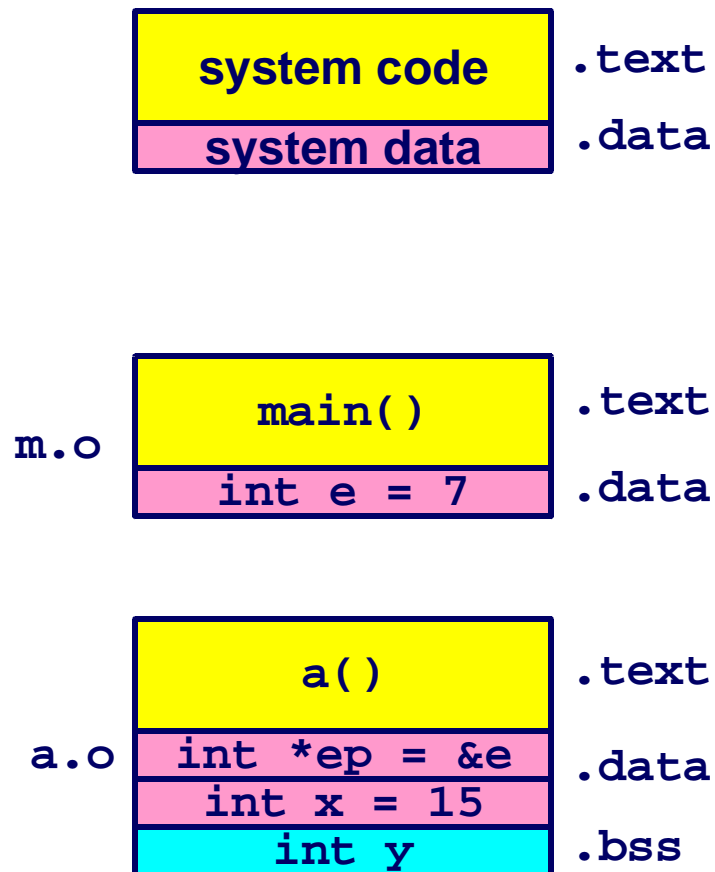 system code .text
system data .data
main() .text
m.o
int e = 7 .data
a() .text
a.o int *ep = &e .data
int x = 15
int y .bss